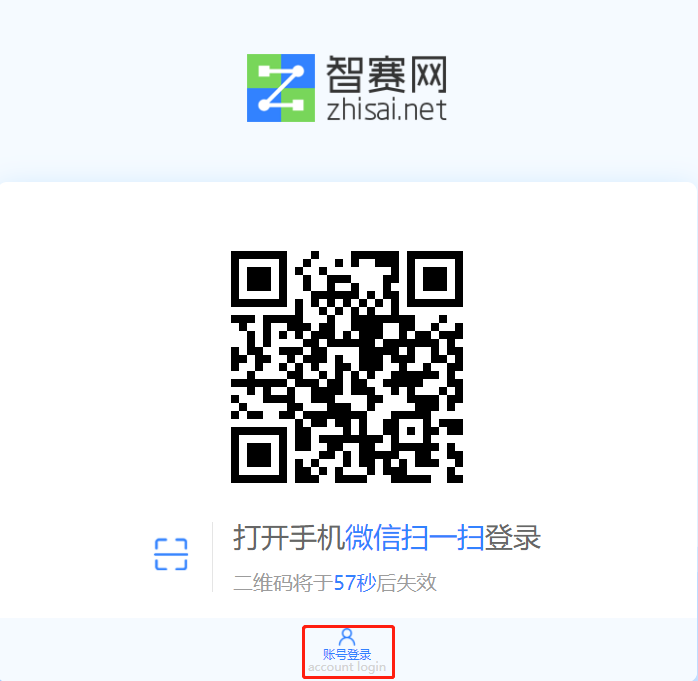 智赛网
zhisai.net
打开手机微信扫一扫登录
二维码将于57秒后失效
账号登录
account login